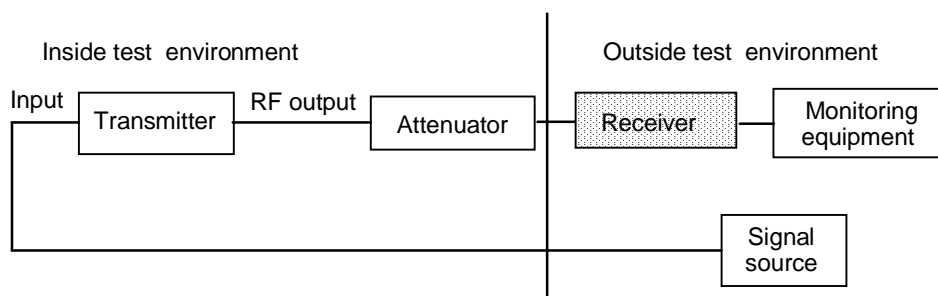 Inside test environment
Outside test environment
Input
Transmitter
RF output
Attenuator
Receiver
Monitoring
equipment
Signal
source